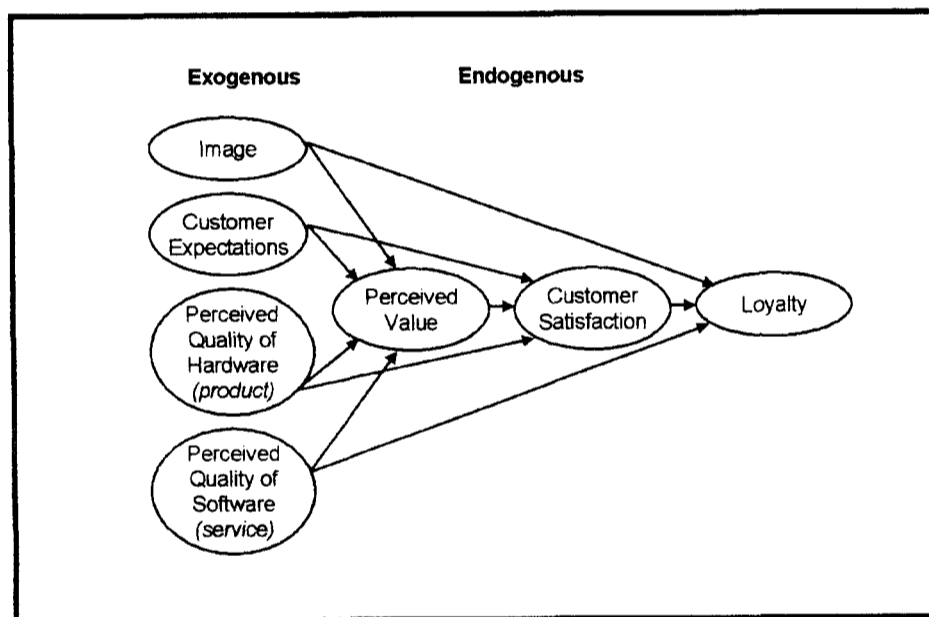 Exogenous
Endogenous
Image
Customer
Expectations
Perceived
Quality of
Hardware
(product)
Perceived
Quality of
Software
(service)
Perceived
Value
Customer
Satisfaction
Loyalty